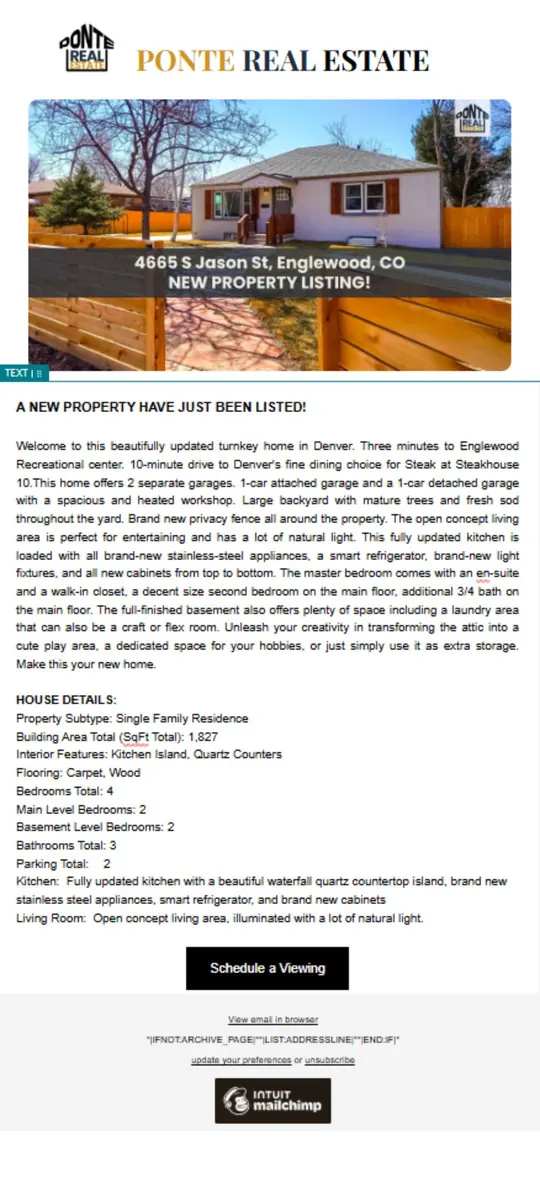 PONTE
REAL
ESTATE
PONTE REAL ESTATE
PONTE
REAL
4665 S Jason St, Englewood, CO
NEW PROPERTY LISTING!
TEXT
A NEW PROPERTY HAVE JUST BEEN LISTED!
Welcome to this beautifully updated turnkey home in Denver. Three minutes to Englewood
Recreational center. 10-minute drive to Denver's fine dining choice for Steak at Steakhouse
10.This home offers 2 separate garages. 1-car attached garage and a 1-car detached garage
with a spacious and heated workshop. Large backyard with mature trees and fresh sod
throughout the yard. Brand new privacy fence all around the property. The open concept living
area is perfect for entertaining and has a lot of natural light. This fully updated kitchen is
loaded with all brand-new stainless-steel appliances, a smart refrigerator, brand-new light
fixtures, and all new cabinets from top to bottom. The master bedroom comes with an en-suite
and a walk-in closet, a decent size second bedroom on the main floor, additional 3/4 bath on
the main floor. The full-finished basement also offers plenty of space including a laundry area
that can also be a craft or flex room. Unleash your creativity in transforming the attic into a
cute play area, a dedicated space for your hobbies, or just simply use it as extra storage.
Make this your new home.
HOUSE DETAILS:
Property Subtype: Single Family Residence
Building Area Total (SqFt Total): 1,827
Interior Features: Kitchen Island, Quartz Counters
Flooring: Carpet, Wood
Bedrooms Total: 4
Main Level Bedrooms: 2
Basement Level Bedrooms: 2
Bathrooms Total: 3
Parking Total: 2
Kitchen: Fully updated kitchen with a beautiful waterfall quartz countertop island, brand new
stainless steel appliances, smart refrigerator, and brand new cabinets
Living Room: Open concept living area, illuminated with a lot of natural light.
Schedule a Viewing
View email in browser
*|IFNOT:ARCHIVE_PAGE|**|LIST:ADDRESSLINE|**|END:IF|*
update your preferences or unsubscribe
INTUIT
mailchimp